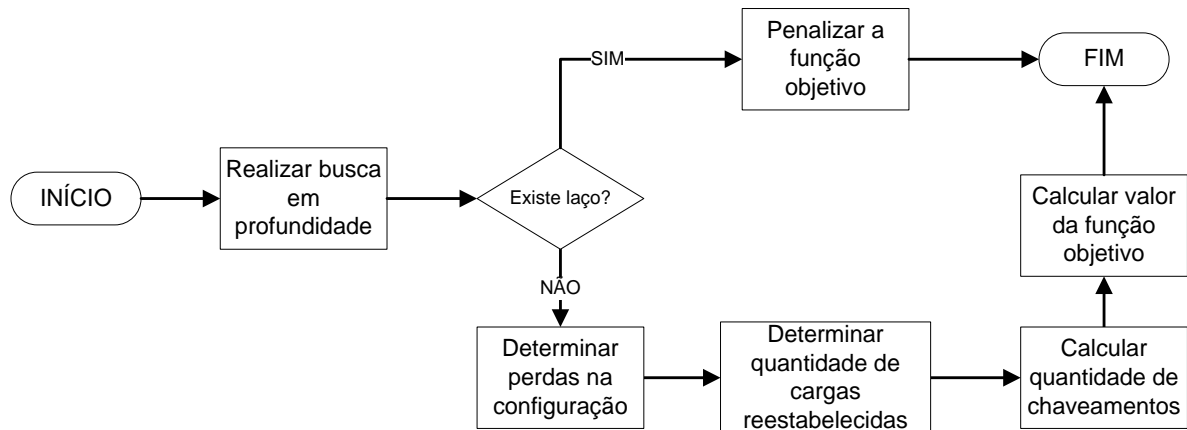 INÍCIO
Realizar busca
em
profundidade
Existe laço?
SIM
Penalizar a
função
objetivo
FIM
NÃO
Determinar
perdas na
configuração
Determinar
quantidade de
cargas
reestabelecidas
Calcular
quantidade de
chaveamentos
Calcular valor
da função
objetivo